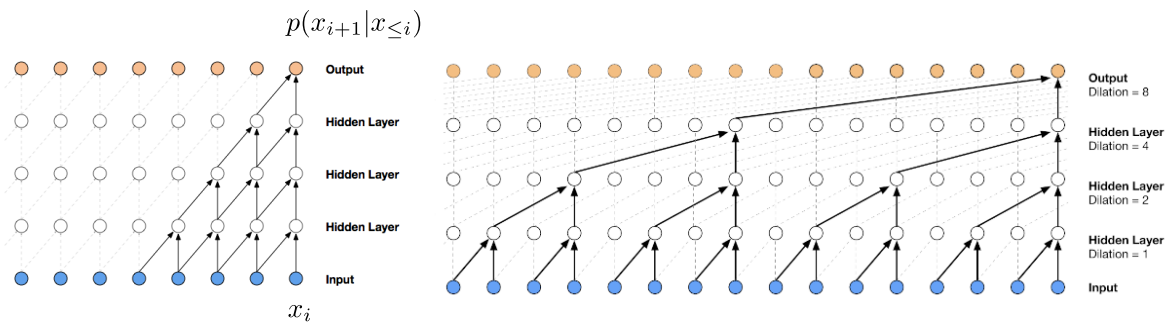 p(x_{i+1}|x_{≤i})
Output
Hidden Layer
Hidden Layer
Hidden Layer
Input
x_i
Output
Dilation = 8
Hidden Layer
Dilation = 4
Hidden Layer
Dilation = 2
Hidden Layer
Dilation = 1
Input